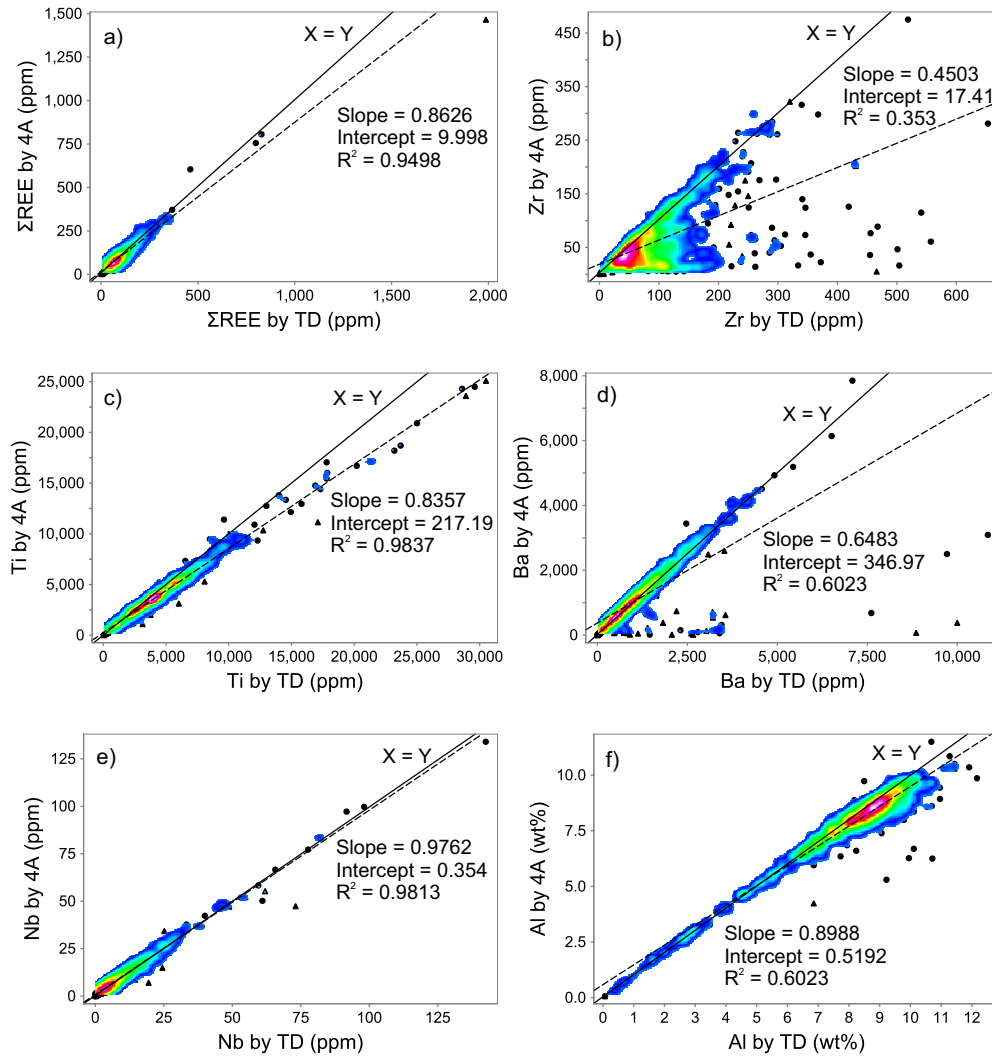 a)
X = Y
Slope = 0.8626
Intercept = 9.998
R² = 0.9498
1,500
1,250
1,000
750
500
250
0
0 500 1,000 1,500 2,000
ΣREE by 4A (ppm)
ΣREE by TD (ppm)
b)
X = Y
Slope = 0.4503
Intercept = 17.41
R² = 0.353
450
350
250
150
50
0 100 200 300 400 500 600
Zr by 4A (ppm)
Zr by TD (ppm)
c)
X = Y
Slope = 0.8357
Intercept = 217.19
R² = 0.9837
25,000
20,000
15,000
10,000
5,000
0
0 5,000 10,000 15,000 20,000 25,000 30,000
Ti by 4A (ppm)
Ti by TD (ppm)
d)
X = Y
Slope = 0.6483
Intercept = 346.97
R² = 0.6023
8,000
6,000
4,000
2,000
0
0 2,500 5,000 7,500 10,000
Ba by 4A (ppm)
Ba by TD (ppm)
e)
X = Y
Slope = 0.9762
Intercept = 0.354
R² = 0.9813
125
100
75
50
25
0
0 25 50 75 100 125
Nb by 4A (ppm)
Nb by TD (ppm)
f)
X = Y
Slope = 0.8988
Intercept = 0.5192
R² = 0.6023
10.0
7.5
5.0
2.5
0.0
0 1 2 3 4 5 6 7 8 9 10 11 12
Al by 4A (wt%)
Al by TD (wt%)